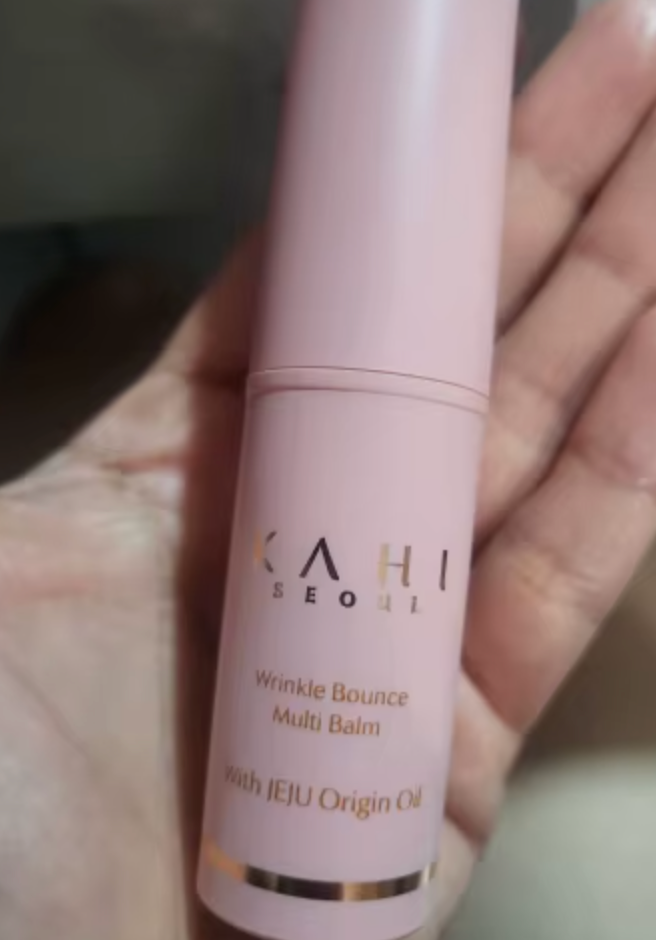 KAHI
SEOUL
Wrinkle Bounce
Multi Balm
With JEJU Origin Oil